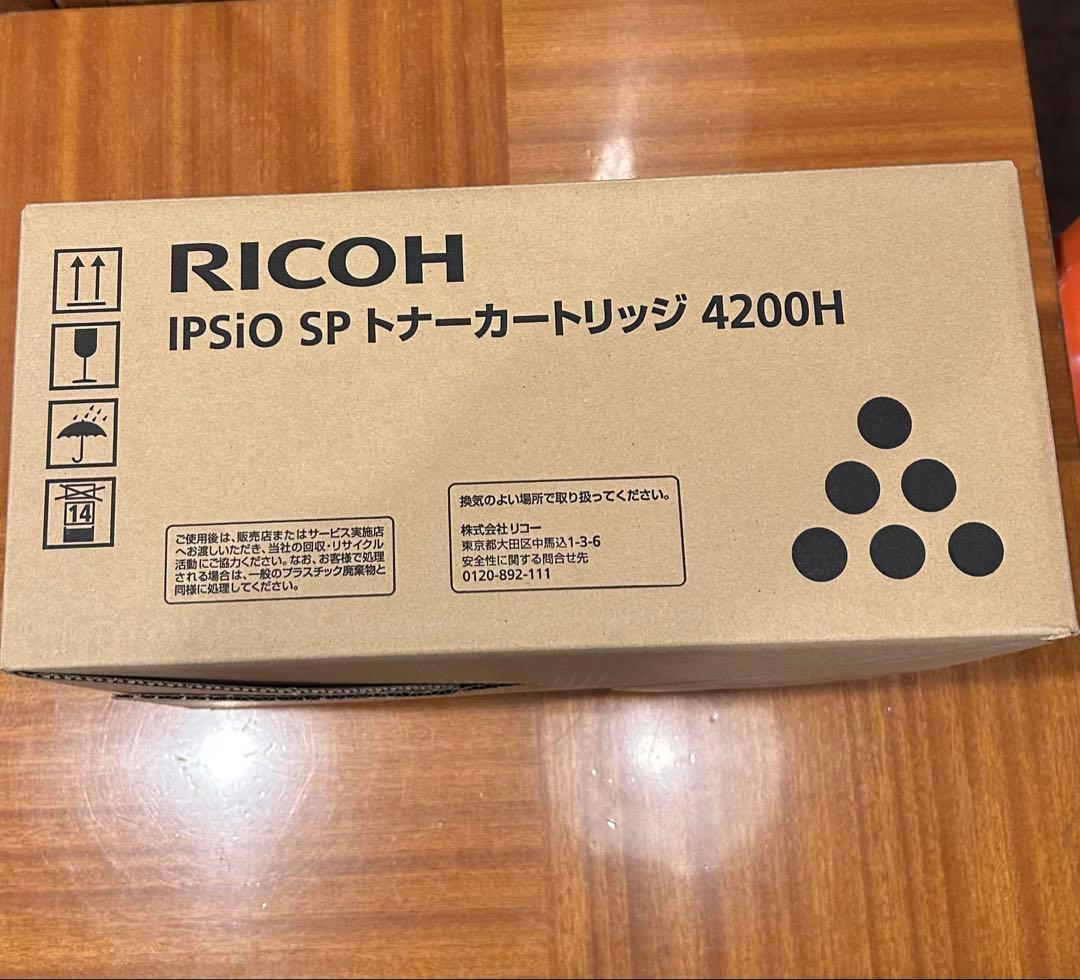 RICOH
IPSiO SP トナーカートリッジ 4200H
14
ご使用後は、販売店またはサービス実施店
へお渡しいただき、当社の回収・リサイクル
活動にご協力ください。なお、お客様で処理
される場合は、一般のプラスチック廃棄物と
同様に処理してください。
換気のよい場所で取り扱ってください。
株式会社リコー
東京都大田区中馬込1-3-6
安全性に関する問合せ先
0120-892-111